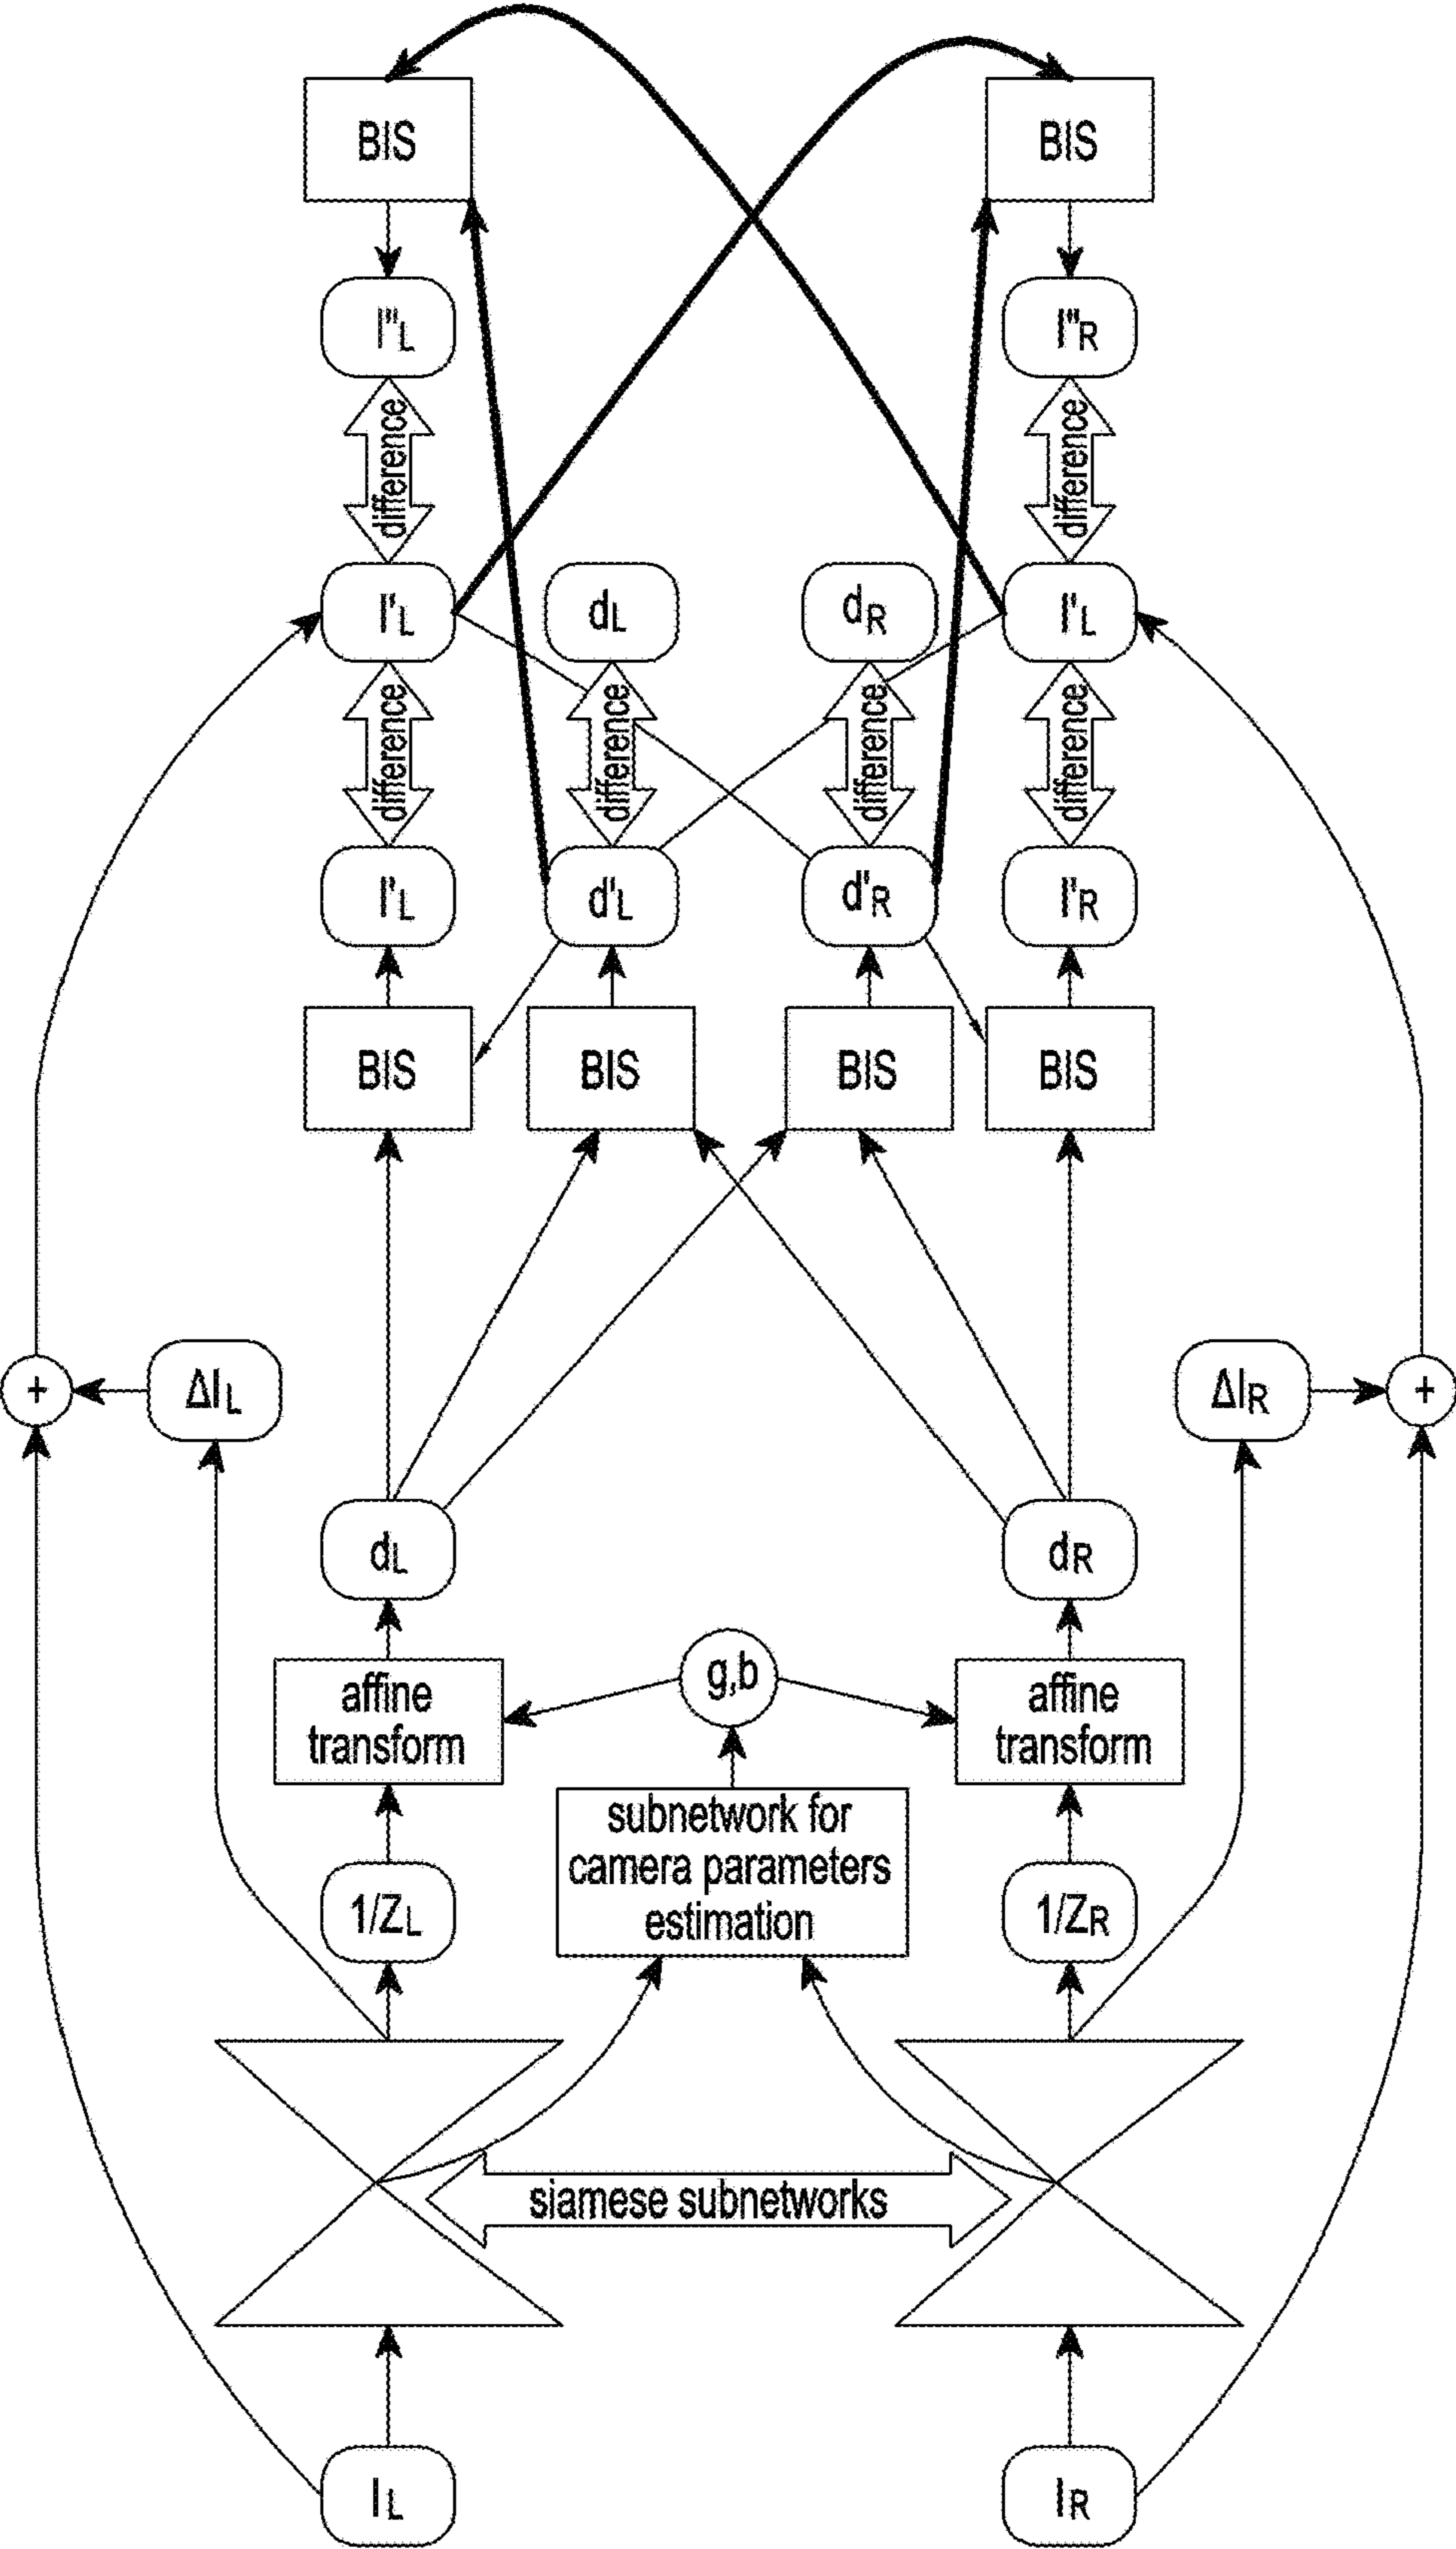 BIS
BIS
I"L
I"R
difference
difference
I'L
dL
dR
I'L
difference
difference
difference
difference
I'L
d'L
d'R
I'R
BIS
BIS
BIS
BIS
+
ΔIL
ΔIR
+
dL
dR
affine
transform
g,b
affine
transform
1/ZL
subnetwork for
camera parameters
estimation
1/ZR
siamese subnetworks
IL
IR